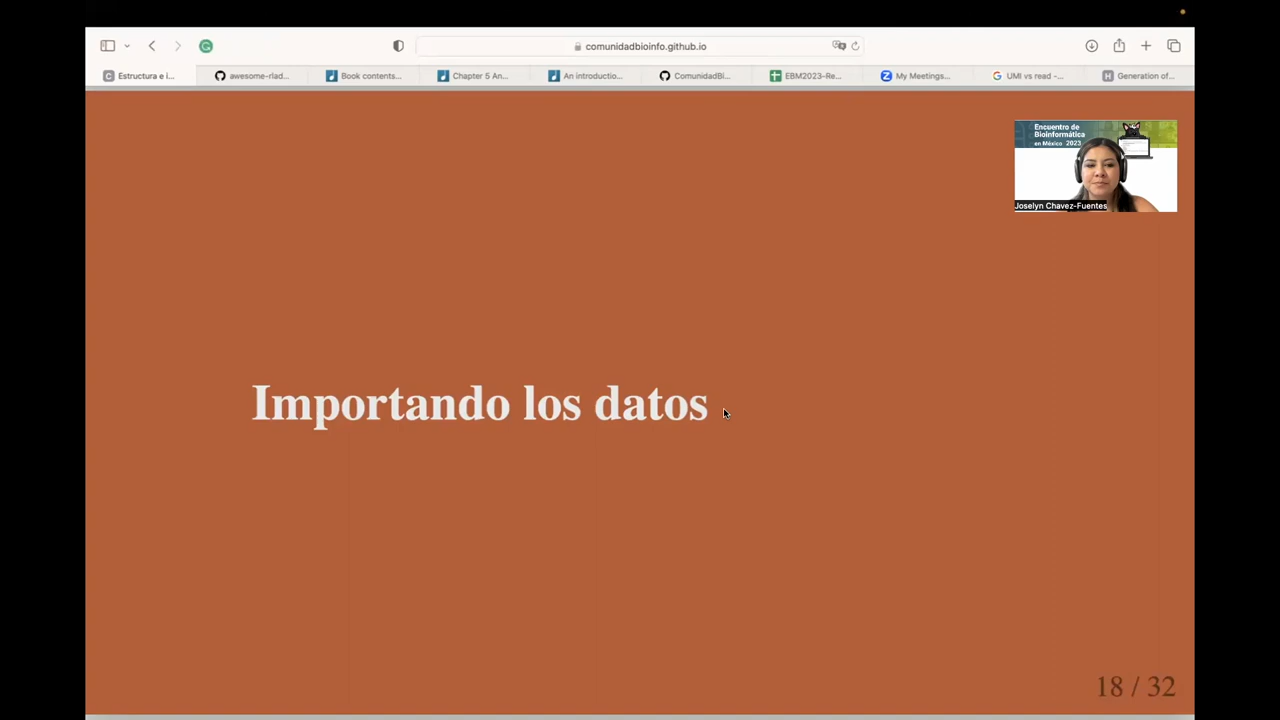 comunidadbioinfo.github.io
Estructura e i...
awesome-rlad...
Book contents...
Chapter 5 An...
An introductio...
ComunidadBi...
EBM2023-Re...
My Meetings...
UMI vs read -...
Generation of...
Encuentro de
Bioinformática
en México 2023
Joselyn Chavez-Fuentes
Importando los datos
18 / 32